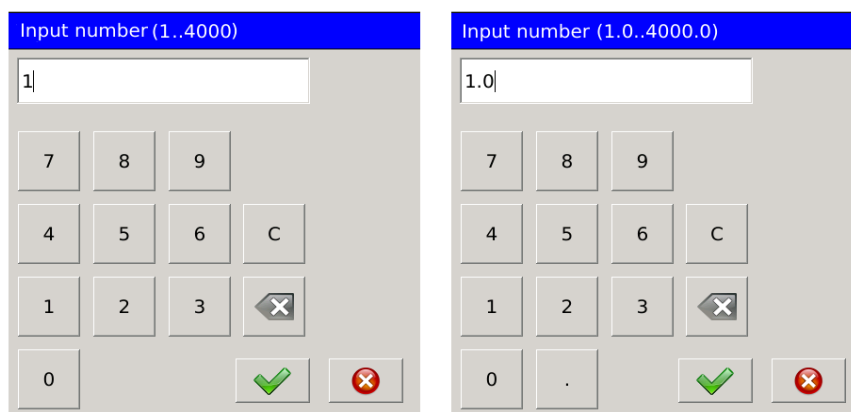 Input number (1..4000)
1
7 8 9
4 5 6 C
1 2 3
0
Input number (1.0..4000.0)
1.0
7 8 9
4 5 6 C
1 2 3
0 .